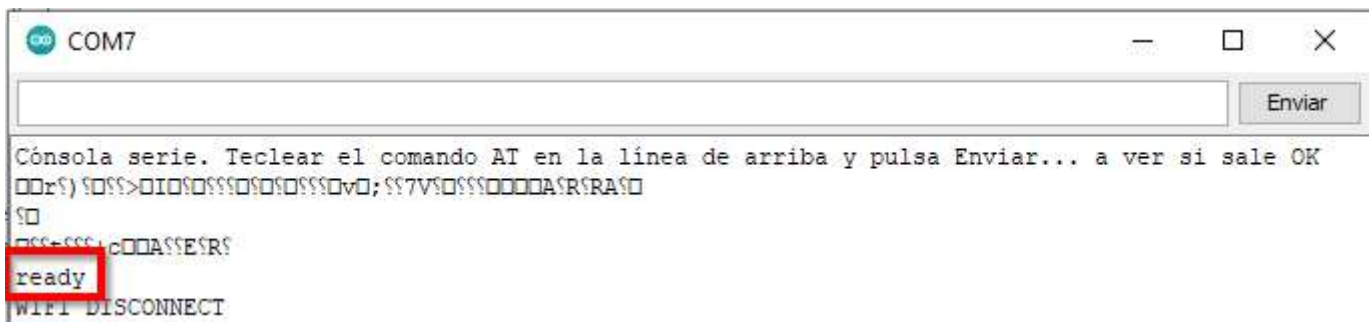 COM7
Enviar
Cónsola serie. Teclear el comando AT en la línea de arriba y pulsa Enviar... a ver si sale OK
ready
WIFI DISCONNECT